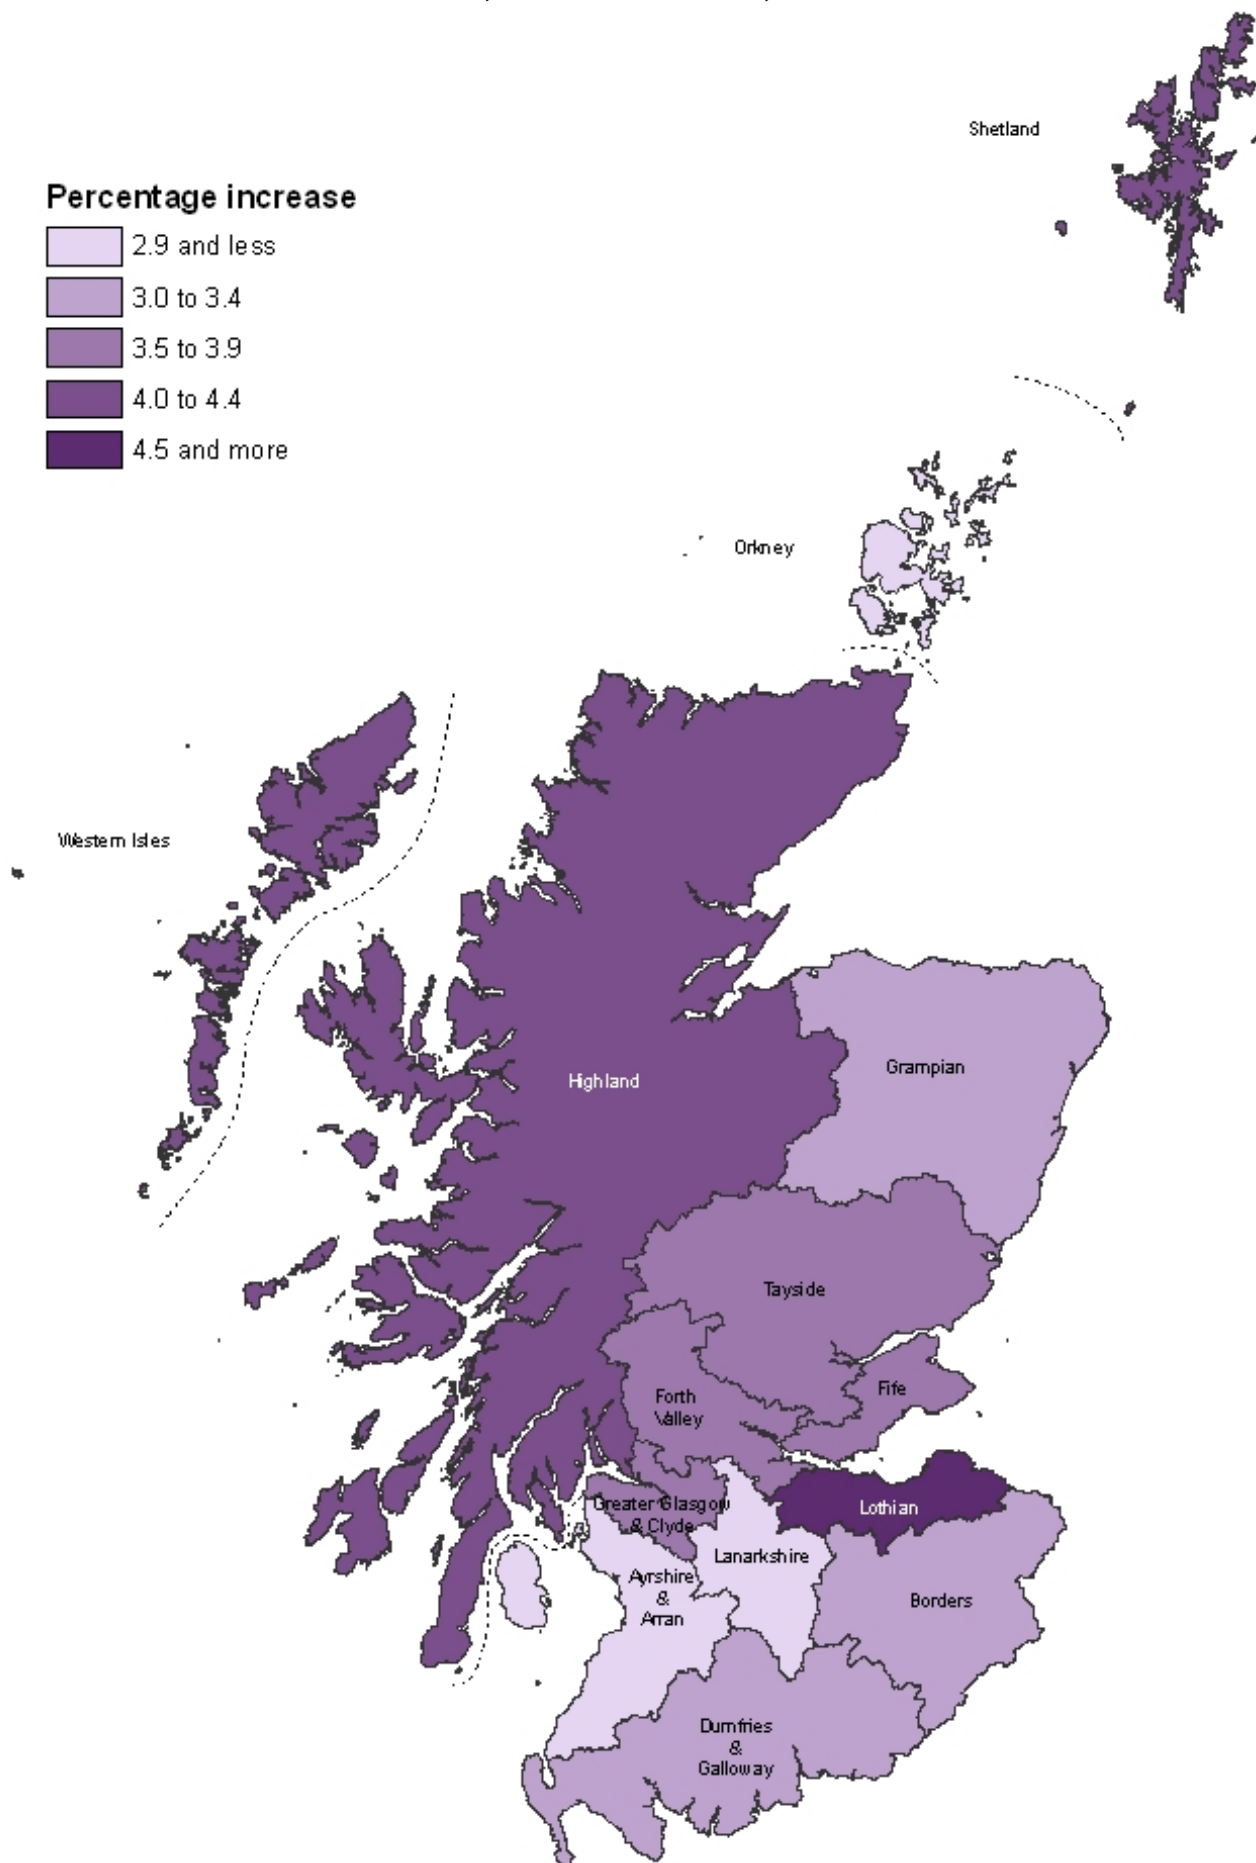 Shetland
Percentage increase
2.9 and less
3.0 to 3.4
3.5 to 3.9
4.0 to 4.4
4.5 and more
Orkney
Western Isles
Highland
Grampian
Tayside
Fife
Forth
Valley
Greater Glasgow
& Clyde
Lothian
Lanarkshire
Ayrshire
&
Arran
Borders
Dumfries
&
Galloway